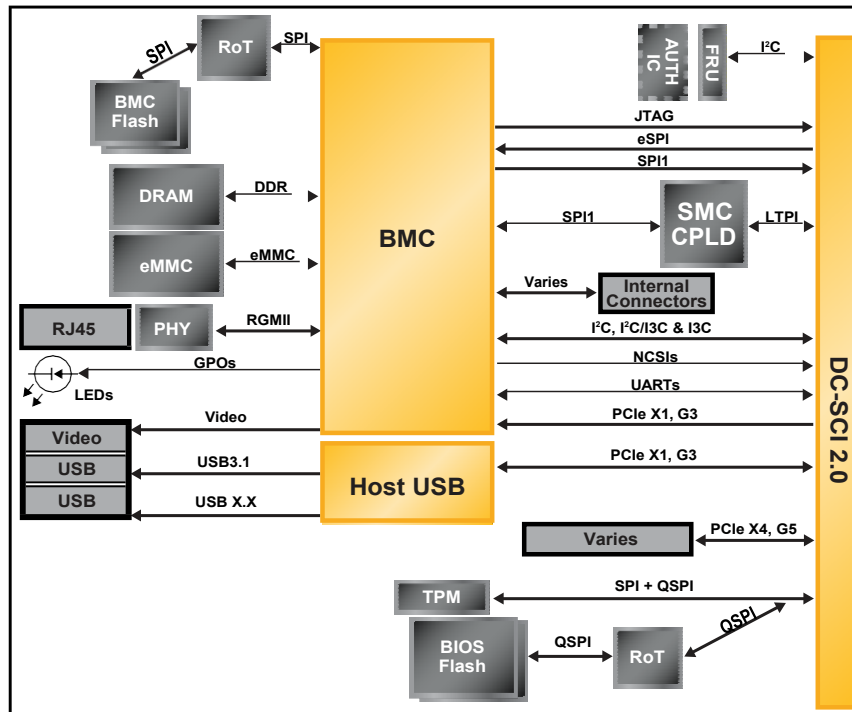 SPI
RoT
SPI
BMC
Flash
DRAM
DDR
eMMC
eMMC
RJ45
PHY
RGMII
GPOs
LEDs
Video
Video
USB
USB3.1
USB
USB X.X
BMC
Host USB
AUTH
IC
FRU
I²C
JTAG
eSPI
SPI1
SPI1
SMC
CPLD
LTPI
Varies
Internal
Connectors
I²C, I²C/I3C & I3C
NCSIs
UARTs
PCIe X1, G3
PCIe X1, G3
Varies
PCIe X4, G5
TPM
SPI + QSPI
BIOS
Flash
QSPI
RoT
QSPI
DC-SCI 2.0